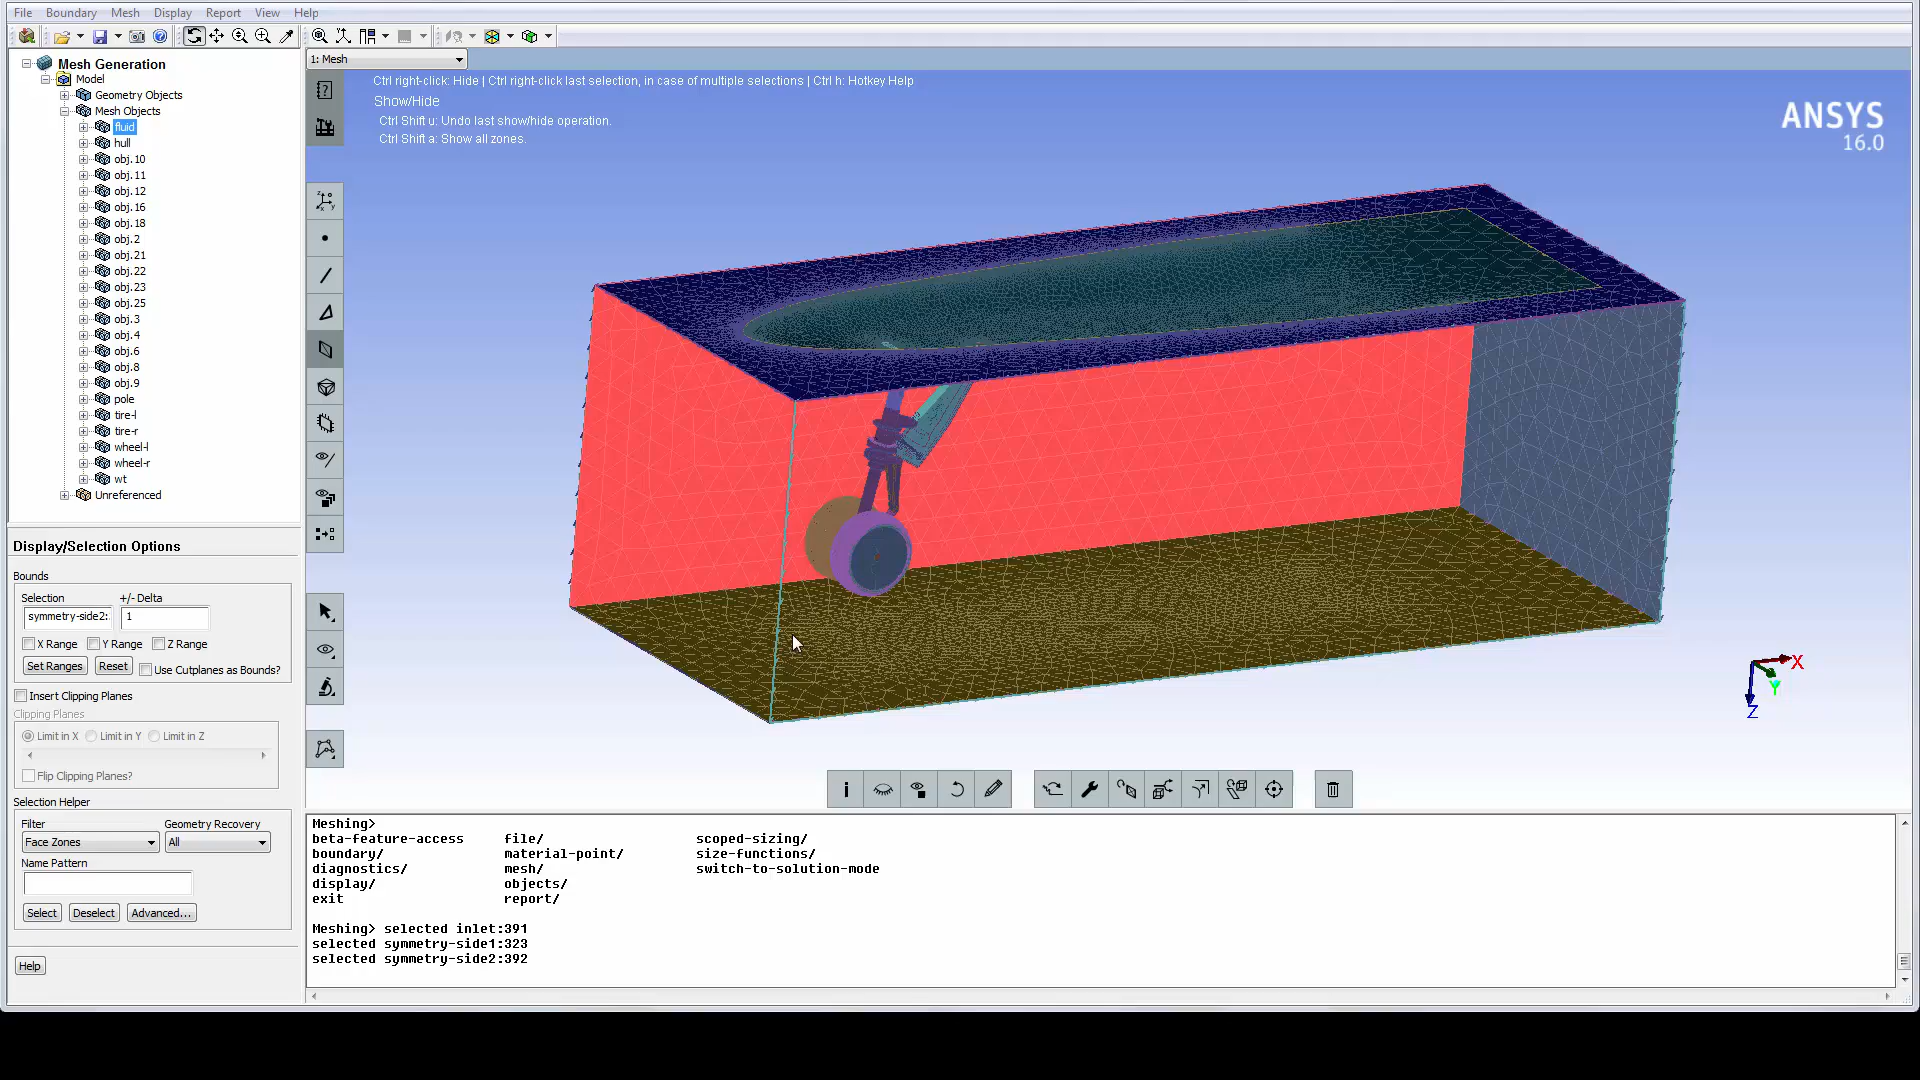 File Boundary Mesh Display Report View Help
1: Mesh
Mesh Generation
Model
Geometry Objects
Mesh Objects
fluid
hull
obj.10
obj.11
obj.12
obj.16
obj.18
obj.2
obj.21
obj.22
obj.23
obj.25
obj.3
obj.4
obj.6
obj.8
obj.9
pole
tire-l
tire-r
wheel-l
wheel-r
wt
Unreferenced
Ctrl right-click: Hide | Ctrl right-click last selection, in case of multiple selections | Ctrl h: Hotkey Help
Show/Hide
Ctrl Shift u: Undo last show/hide operation.
Ctrl Shift a: Show all zones.
ANSYS
16.0
X
Y
Z
Display/Selection Options
Bounds
Selection +/- Delta
symmetry-side2: 1
X Range Y Range Z Range
Set Ranges Reset Use Cutplanes as Bounds?
Insert Clipping Planes
Clipping Planes
Limit in X Limit in Y Limit in Z
Flip Clipping Planes?
Selection Helper
Filter Geometry Recovery
Face Zones All
Name Pattern
Select Deselect Advanced...
Help
Meshing>
beta-feature-access file/ scoped-sizing/
boundary/ material-point/ size-functions/
diagnostics/ mesh/ switch-to-solution-mode
display/ objects/
exit report/
Meshing> selected inlet:391
selected symmetry-side1:323
selected symmetry-side2:392